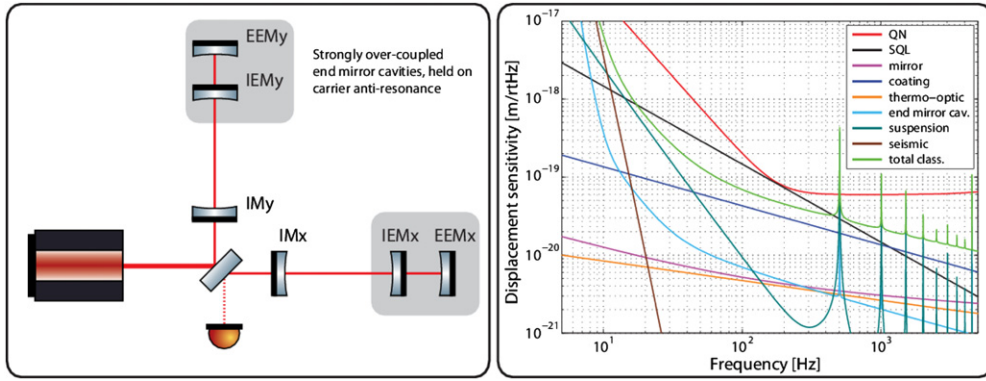 EEMy
IEMy
Strongly over-coupled
end mirror cavities, held on
carrier anti-resonance
IMy
IMx
IEMx
EEMx
Displacement sensitivity [m/rtHz]
10⁻¹⁷
10⁻¹⁸
10⁻¹⁹
10⁻²⁰
10⁻²¹
QN
SQL
mirror
coating
thermo-optic
end mirror cav.
suspension
seismic
total class.
10¹
10²
10³
Frequency [Hz]